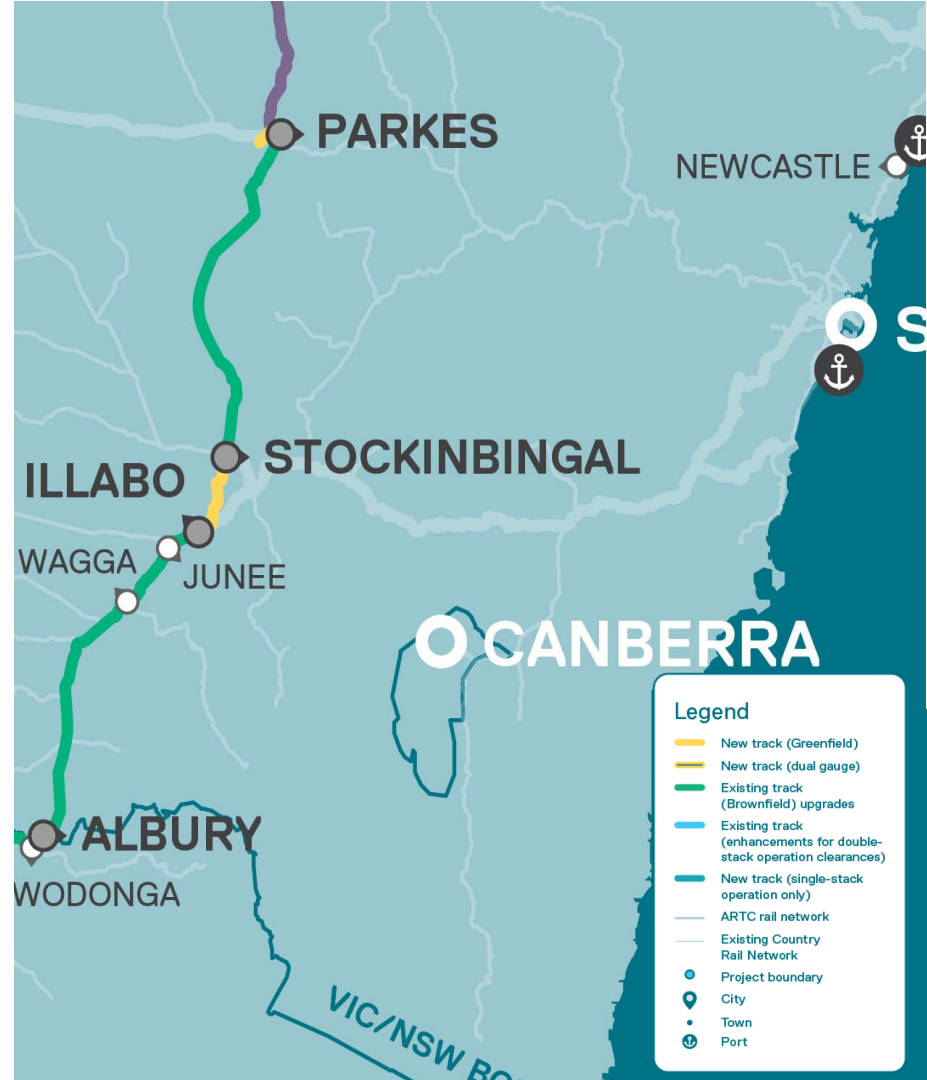 PARKES
NEWCASTLE
S
STOCKINBINGAL
ILLABO
WAGGA
JUNEE
CANBERRA
ALBURY
WODONGA
VIC/NSW BO
Legend
New track (Greenfield)
New track (dual gauge)
Existing track
(Brownfield) upgrades
Existing track
(enhancements for double-
stack operation clearances)
New track (single-stack
operation only)
ARTC rail network
Existing Country
Rail Network
Project boundary
City
Town
Port